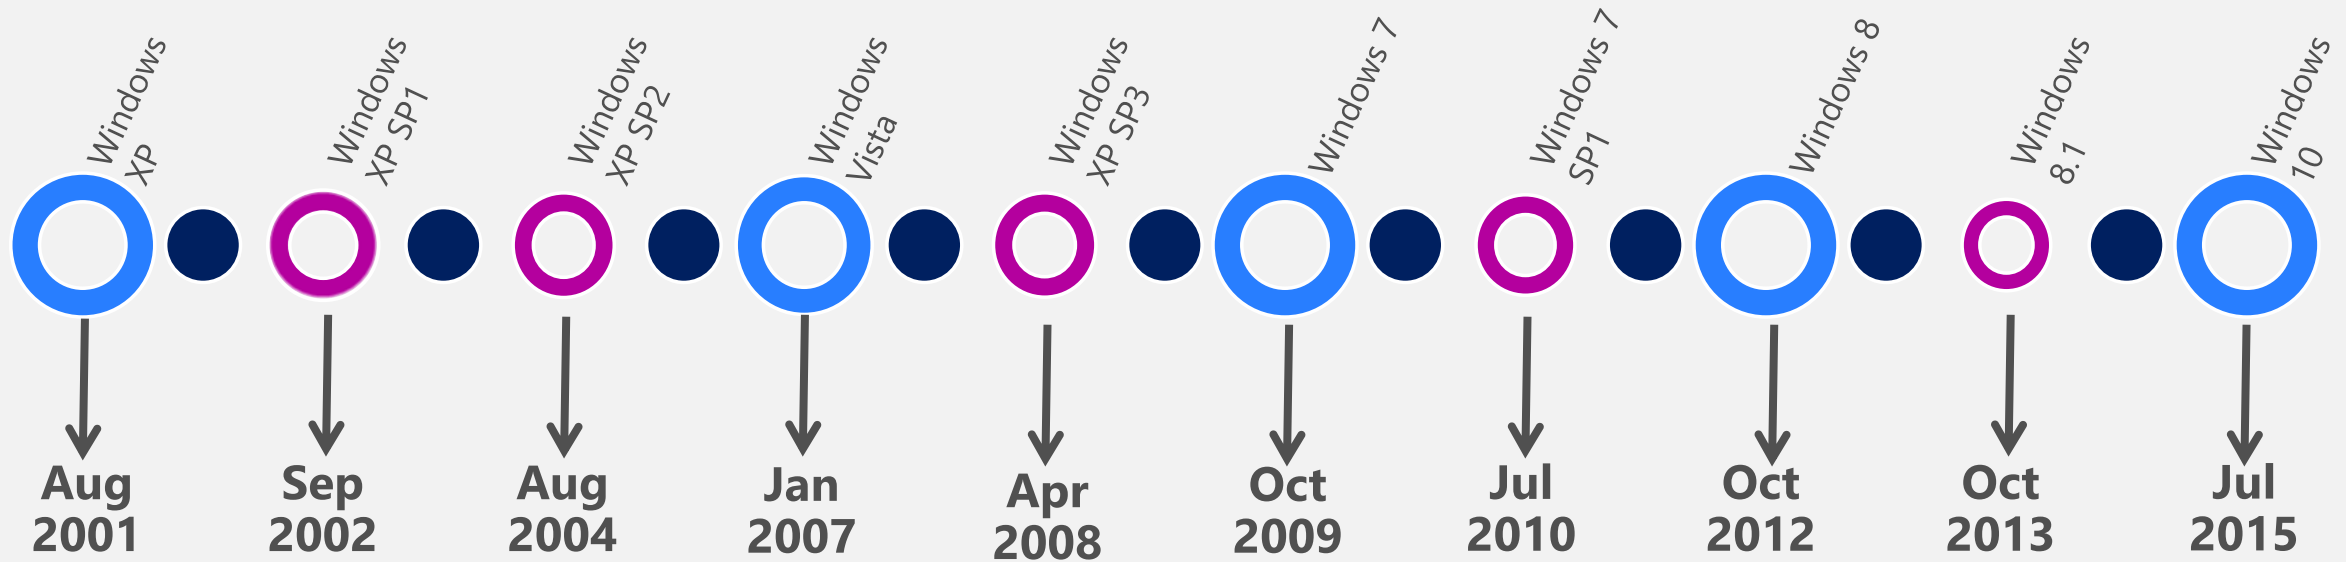 Windows
XP
Windows
XP SP1
Windows
XP SP2
Windows
Vista
Windows
XP SP3
Windows 7
Windows 7
SP1
Windows 8
Windows
8.1
Windows
10
Aug
2001
Sep
2002
Aug
2004
Jan
2007
Apr
2008
Oct
2009
Jul
2010
Oct
2012
Oct
2013
Jul
2015